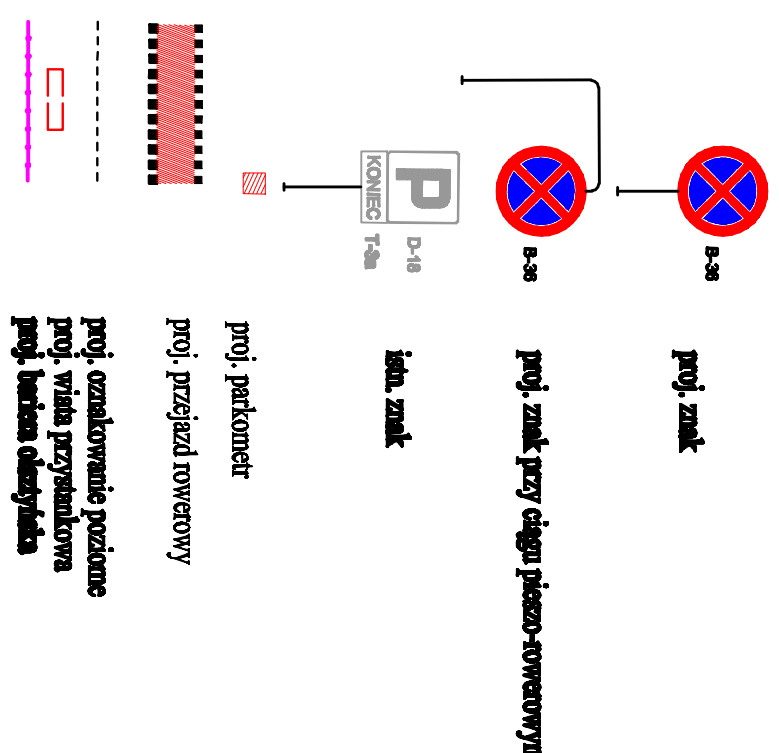 B-36
proj. znak
B-36
proj. znak przy ciągu pieszo-rowerowym
P
KONIEC
D-18
T-3a
istn. znak
proj. parkometr
proj. przejazd rowerowy
proj. oznakowanie poziome
proj. wiata przystankowa
proj. bariera olsztyńska